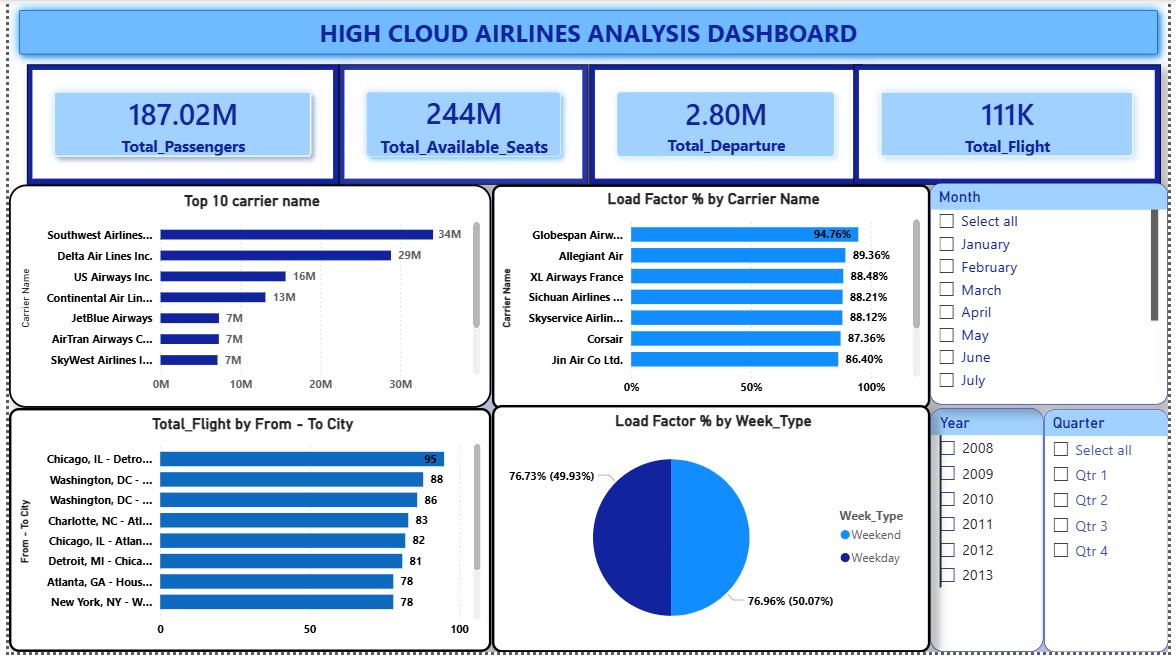 HIGH CLOUD AIRLINES ANALYSIS DASHBOARD
187.02M
Total_Passengers
244M
Total_Available_Seats
2.80M
Total_Departure
111K
Total_Flight
Top 10 carrier name
Carrier Name
Southwest Airlines... 34M
Delta Air Lines Inc. 29M
US Airways Inc. 16M
Continental Air Lin... 13M
JetBlue Airways 7M
AirTran Airways C... 7M
SkyWest Airlines I... 7M
0M 10M 20M 30M
Load Factor % by Carrier Name
Carrier Name
Globespan Airw... 94.76%
Allegiant Air 89.36%
XL Airways France 88.48%
Sichuan Airlines ... 88.21%
Skyservice Airlin... 88.12%
Corsair 87.36%
Jin Air Co Ltd. 86.40%
0% 50% 100%
Month
Select all
January
February
March
April
May
June
July
Total_Flight by From - To City
From - To City
Chicago, IL - Detro... 95
Washington, DC - ... 88
Washington, DC - ... 86
Charlotte, NC - Atl... 83
Chicago, IL - Atlan... 82
Detroit, MI - Chica... 81
Atlanta, GA - Hous... 78
New York, NY - W... 78
0 50 100
Load Factor % by Week_Type
76.73% (49.93%)
76.96% (50.07%)
Week_Type
Weekend
Weekday
Year
2008
2009
2010
2011
2012
2013
Quarter
Select all
Qtr 1
Qtr 2
Qtr 3
Qtr 4